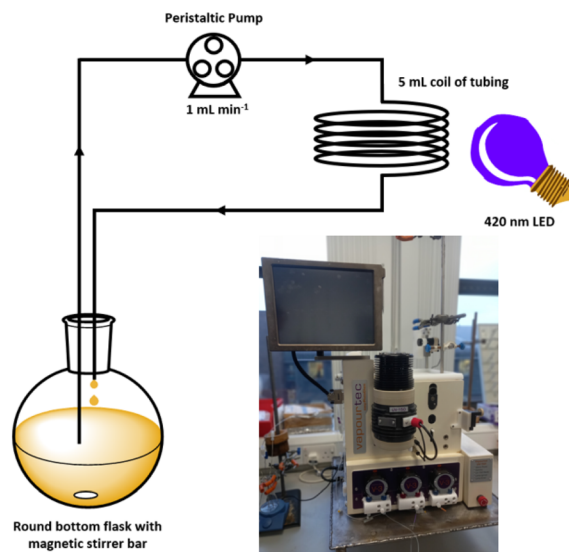 Peristaltic Pump
1 mL min⁻¹
5 mL coil of tubing
420 nm LED
vapourtec
Round bottom flask with
magnetic stirrer bar